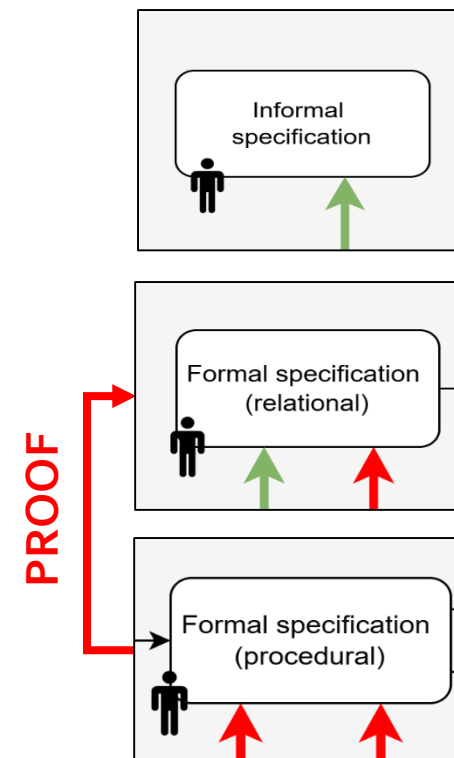 Informal
specification
Formal specification
(relational)
PROOF
Formal specification
(procedural)